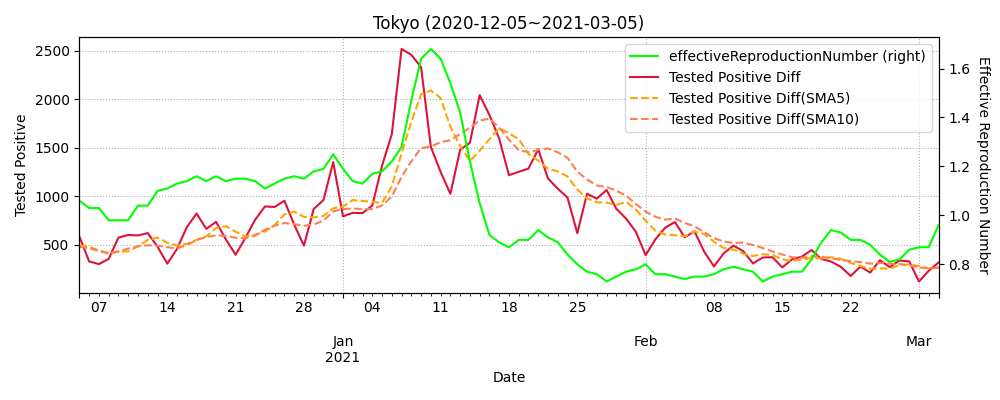 Tokyo (2020-12-05~2021-03-05)
effectiveReproductionNumber (right)
Tested Positive Diff
Tested Positive Diff(SMA5)
Tested Positive Diff(SMA10)
Tested Positive
2500
2000
1500
1000
500
Effective Reproduction Number
1.6
1.4
1.2
1.0
0.8
07 14 21 28 04 11 18 25 08 15 22
Jan Feb Mar
2021
Date